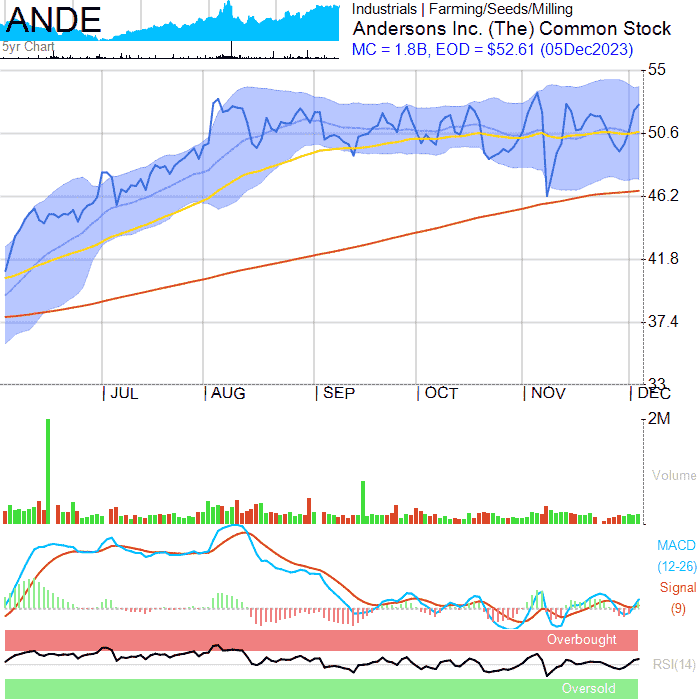 ANDE
5yr Chart
Industrials | Farming/Seeds/Milling
Andersons Inc. (The) Common Stock
MC = 1.8B, EOD = $52.61 (05Dec2023)
55
50.6
46.2
41.8
37.4
33
JUL AUG SEP OCT NOV DEC
2M
Volume
MACD
(12-26)
Signal
(9)
Overbought
RSI(14)
Oversold